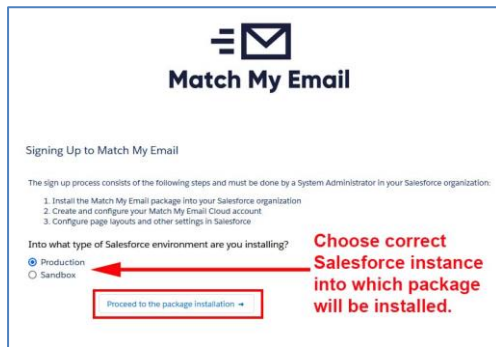 Match My Email
Signing Up to Match My Email
The sign up process consists of the following steps and must be done by a System Administrator in your Salesforce organization:
1. Install the Match My Email package into your Salesforce organization
2. Create and configure your Match My Email Cloud account
3. Configure page layouts and other settings in Salesforce
Into what type of Salesforce environment are you installing?
Production
Sandbox
Choose correct
Salesforce instance
into which package
will be installed.
Proceed to the package installation →